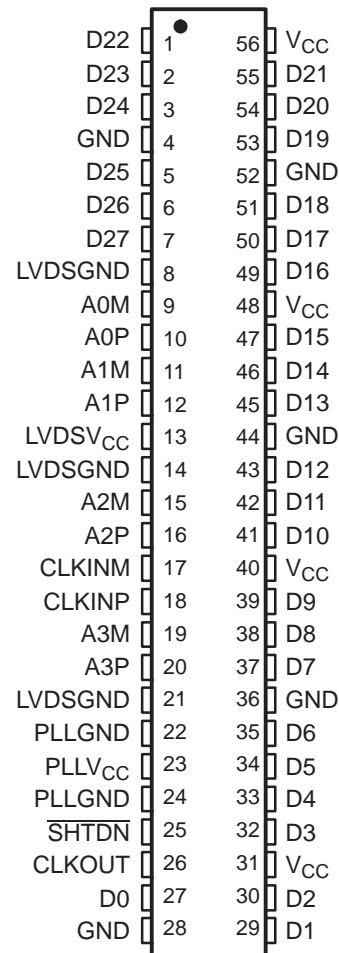 D22 1 56 VCC
D23 2 55 D21
D24 3 54 D20
GND 4 53 D19
D25 5 52 GND
D26 6 51 D18
D27 7 50 D17
LVDSGND 8 49 D16
A0M 9 48 VCC
A0P 10 47 D15
A1M 11 46 D14
A1P 12 45 D13
LVDSVCC 13 44 GND
LVDSGND 14 43 D12
A2M 15 42 D11
A2P 16 41 D10
CLKINM 17 40 VCC
CLKINP 18 39 D9
A3M 19 38 D8
A3P 20 37 D7
LVDSGND 21 36 GND
PLLGND 22 35 D6
PLLVCC 23 34 D5
PLLGND 24 33 D4
SHTDN 25 32 D3
CLKOUT 26 31 VCC
D0 27 30 D2
GND 28 29 D1